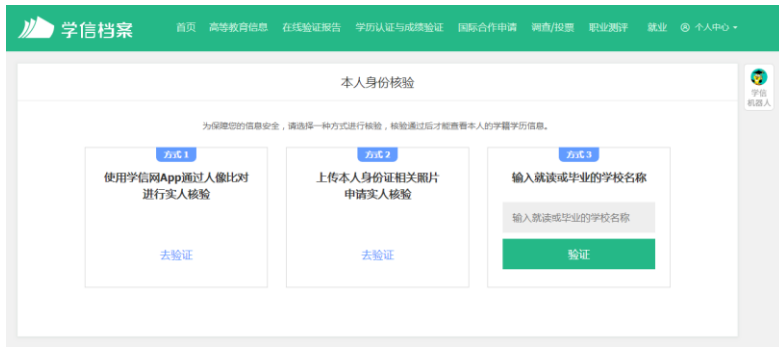 学信档案
首页 高等教育信息 在线验证报告 学历认证与成绩验证 国际合作申请 调查/投票 职业测评 就业 个人中心
本人身份核验
学信
机器人
为保障您的信息安全，请选择一种方式进行核验，核验通过后才能查看本人的学籍学历信息。
方式 1
使用学信网App通过人像比对
进行实人核验
去验证
方式 2
上传本人身份证相关照片
申请实人核验
去验证
方式 3
输入就读或毕业的学校名称
输入就读或毕业的学校名称
验证